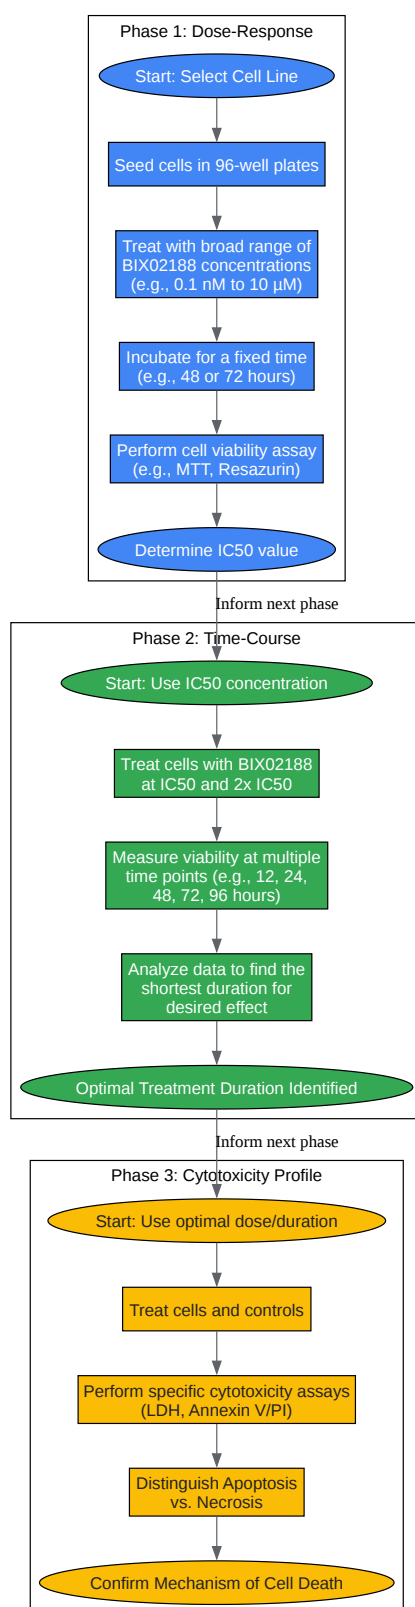 Phase 1: Dose-Response
Start: Select Cell Line
Seed cells in 96-well plates
Treat with broad range of
BIX02188 concentrations
(e.g., 0.1 nM to 10 µM)
Incubate for a fixed time
(e.g., 48 or 72 hours)
Perform cell viability assay
(e.g., MTT, Resazurin)
Determine IC50 value
Inform next phase
Phase 2: Time-Course
Start: Use IC50 concentration
Treat cells with BIX02188
at IC50 and 2x IC50
Measure viability at multiple
time points (e.g., 12, 24,
48, 72, 96 hours)
Analyze data to find the
shortest duration for
desired effect
Optimal Treatment Duration Identified
Inform next phase
Phase 3: Cytotoxicity Profile
Start: Use optimal dose/duration
Treat cells and controls
Perform specific cytotoxicity assays
(LDH, Annexin V/PI)
Distinguish Apoptosis
vs. Necrosis
Confirm Mechanism of Cell Death